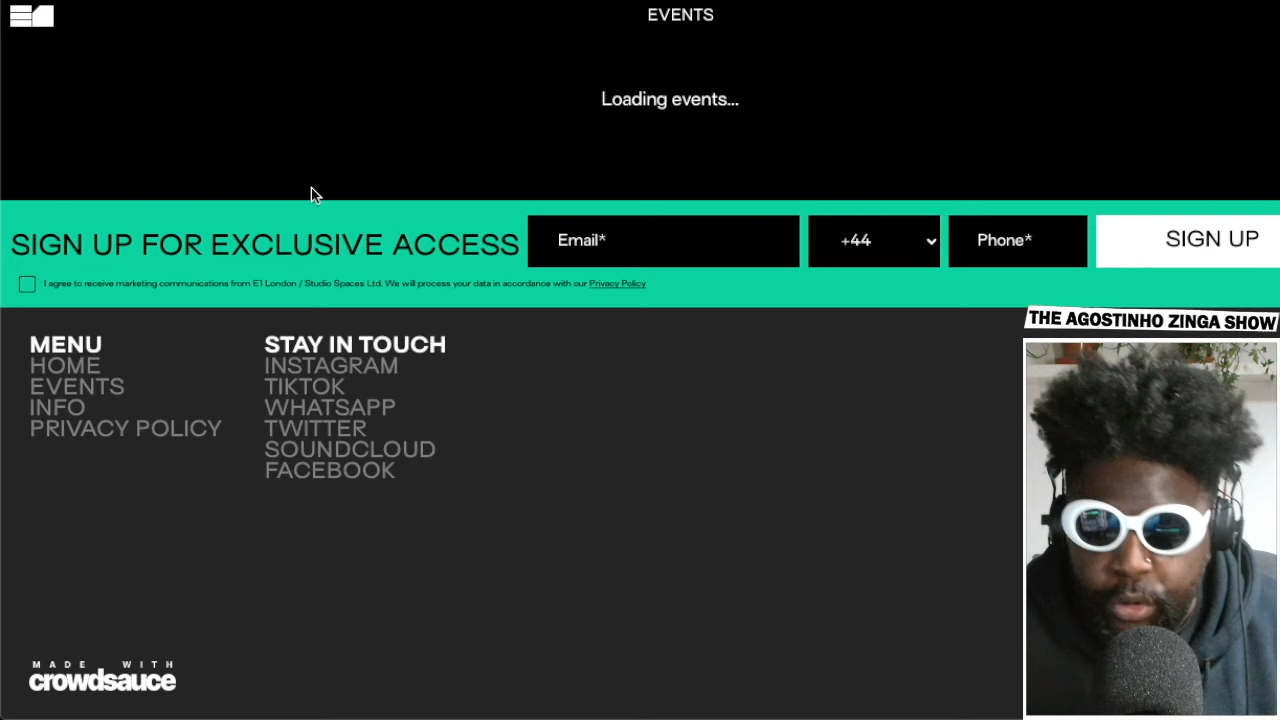 E1
EVENTS
Loading events...
SIGN UP FOR EXCLUSIVE ACCESS
Email*
+44
Phone*
SIGN UP
I agree to receive marketing communications from E1 London / Studio Spaces Ltd. We will process your data in accordance with our Privacy Policy
THE AGOSTINHO ZINGA SHOW
MENU
HOME
EVENTS
INFO
PRIVACY POLICY
STAY IN TOUCH
INSTAGRAM
TIKTOK
WHATSAPP
TWITTER
SOUNDCLOUD
FACEBOOK
MADE WITH
crowdsauce